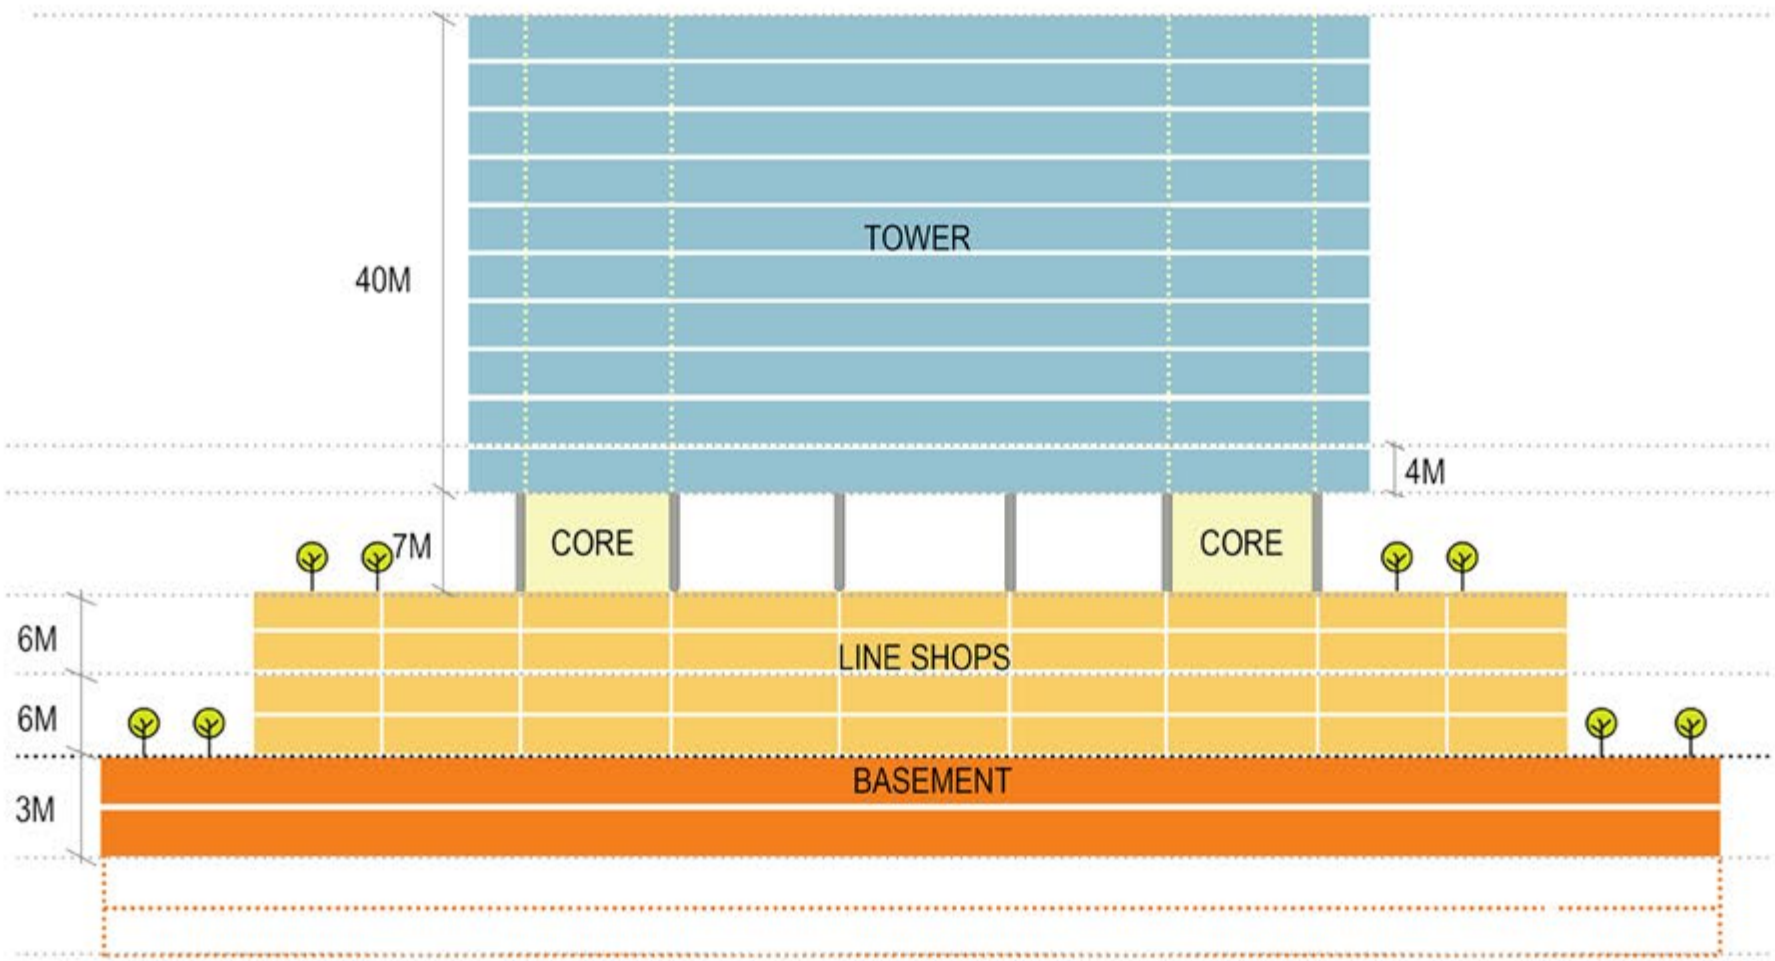 TOWER
40M
4M
7M
CORE
CORE
6M
LINE SHOPS
6M
BASEMENT
3M